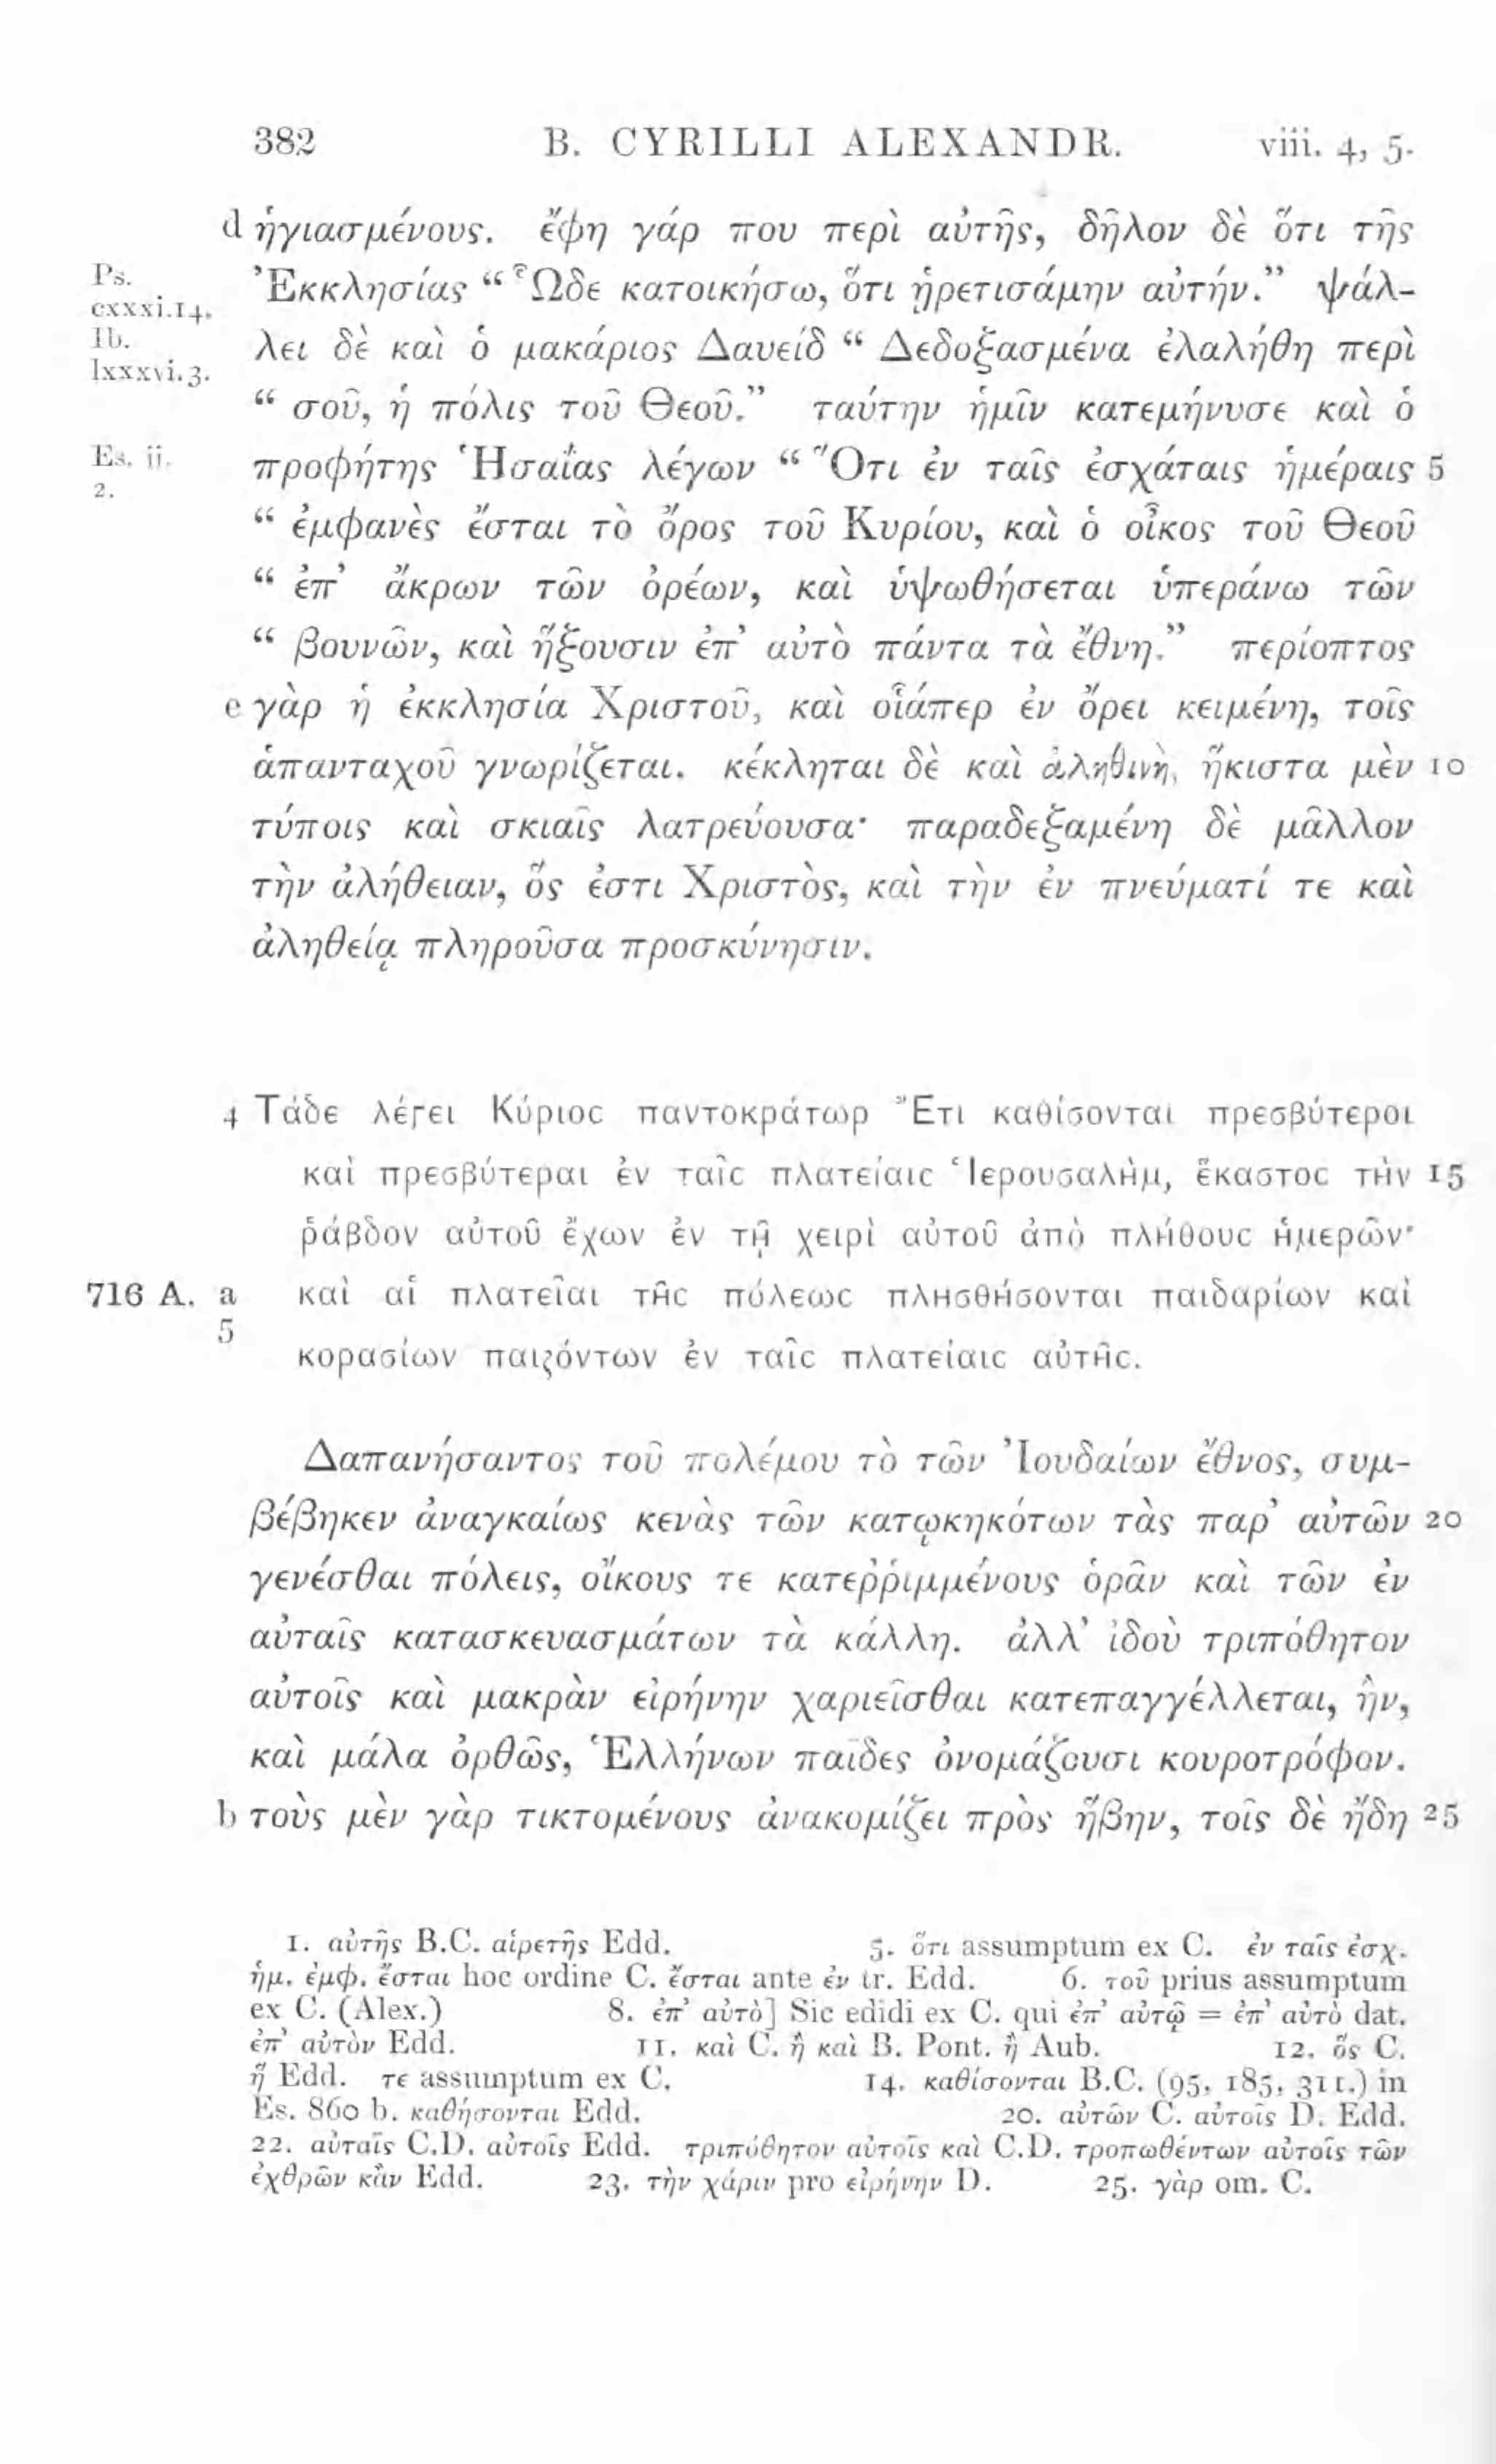 382 B. CYRILLI ALEXANDR. viii. 4, 5.
d ἡγιασμένους. ἔφη γάρ που περὶ αὐτῆς, δῆλον δὲ ὅτι τῆς
Ps. cxxxi.14. Ἐκκλησίας “ Ὧδε κατοικήσω, ὅτι ᾑρετισάμην αὐτήν.” ψάλ-
Ib. lxxxvi.3. λει δὲ καὶ ὁ μακάριος Δαυείδ “ Δεδοξασμένα ἐλαλήθη περὶ
“ σοῦ, ἡ πόλις τοῦ Θεοῦ.” ταύτην ἡμῖν κατεμήνυσε καὶ ὁ
Es. ii. 2. προφήτης Ἡσαΐας λέγων “ Ὅτι ἐν ταῖς ἐσχάταις ἡμέραις 5
“ ἐμφανὲς ἔσται τὸ ὄρος τοῦ Κυρίου, καὶ ὁ οἶκος τοῦ Θεοῦ
“ ἐπ’ ἄκρων τῶν ὀρέων, καὶ ὑψωθήσεται ὑπεράνω τῶν
“ βουνῶν, καὶ ἥξουσιν ἐπ’ αὐτὸ πάντα τὰ ἔθνη.” περίοπτος
e γὰρ ἡ ἐκκλησία Χριστοῦ, καὶ οἷάπερ ἐν ὄρει κειμένη, τοῖς
ἁπανταχοῦ γνωρίζεται. κέκληται δὲ καὶ ἀληθινὴ, ἥκιστα μὲν 10
τύποις καὶ σκιαῖς λατρεύουσα· παραδεξαμένη δὲ μᾶλλον
τὴν ἀλήθειαν, ὅς ἐστι Χριστὸς, καὶ τὴν ἐν πνεύματί τε καὶ
ἀληθείᾳ πληροῦσα προσκύνησιν.
4 Τάδε λέγει Κύριος παντοκράτωρ Ἔτι καθίσονται πρεσβύτεροι
καὶ πρεσβύτεραι ἐν ταῖς πλατείαις Ἱερουσαλὴμ, ἕκαστος τὴν 15
ῥάβδον αὐτοῦ ἔχων ἐν τῇ χειρὶ αὐτοῦ ἀπὸ πλήθους ἡμερῶν·
716 A. a 5 καὶ αἱ πλατεῖαι τῆς πόλεως πλησθήσονται παιδαρίων καὶ
κορασίων παιζόντων ἐν ταῖς πλατείαις αὐτῆς.
Δαπανήσαντος τοῦ πολέμου τὸ τῶν Ἰουδαίων ἔθνος, συμ-
βέβηκεν ἀναγκαίως κενὰς τῶν κατῳκηκότων τὰς παρ’ αὐτῶν 20
γενέσθαι πόλεις, οἴκους τε κατεῤῥιμμένους ὁρᾶν καὶ τῶν ἐν
αὐταῖς κατασκευασμάτων τὰ κάλλη. ἀλλ’ ἰδοὺ τριπόθητον
αὐτοῖς καὶ μακρὰν εἰρήνην χαριεῖσθαι κατεπαγγέλλεται, ἣν,
καὶ μάλα ὀρθῶς, Ἑλλήνων παῖδες ὀνομάζουσι κουροτρόφον.
b τοὺς μὲν γὰρ τικτομένους ἀνακομίζει πρὸς ἥβην, τοῖς δὲ ἤδη 25
1. αὐτῆς B.C. αἱρετῆς Edd. 5. ὅτι assumptum ex C. ἐν ταῖς ἐσχ.
ἡμ. ἐμφ. ἔσται hoc ordine C. ἔσται ante ἐν tr. Edd. 6. τοῦ prius assumptum
ex C. (Alex.) 8. ἐπ’ αὐτὸ] Sic edidi ex C. qui ἐπ’ αὐτῷ = ἐπ’ αὐτὸ dat.
ἐπ’ αὐτὸν Edd. 11. καὶ C. ἢ καὶ B. Pont. ἢ Aub. 12. ὅς C.
ἥ Edd. τε assumptum ex C. 14. καθίσονται B.C. (95, 185, 311.) in
Es. 860 b. καθήσονται Edd. 20. αὐτῶν C. αὐτοῖς D. Edd.
22. αὐταῖς C.D. αὐτοῖς Edd. τριπόθητον αὐτοῖς καὶ C.D. τροπωθέντων αὐτοῖς τῶν
ἐχθρῶν κἂν Edd. 23. τὴν χάριν pro εἰρήνην D. 25. γὰρ om. C.